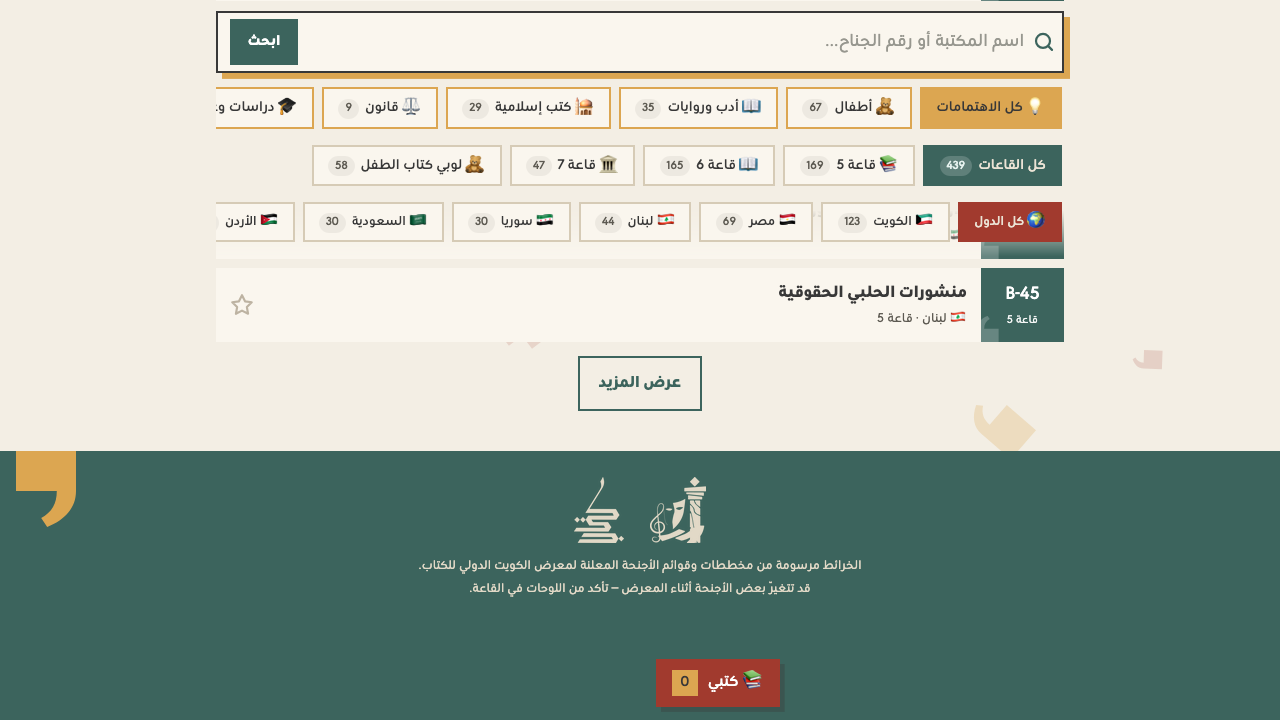 اسم المكتبة أو رقم الجناح...
ابحث
كل الاهتمامات
أطفال 67
أدب وروايات 35
كتب إسلامية 29
قانون 9
دراسات
كل القاعات 439
قاعة 5 169
قاعة 6 165
قاعة 7 47
لوبي كتاب الطفل 58
كل الدول
الكويت 123
مصر 69
لبنان 44
سوريا 30
السعودية 30
الأردن
B-45
قاعة 5
منشورات الحلبي الحقوقية
لبنان · قاعة 5
عرض المزيد
الخرائط مرسومة من مخططات وقوائم الأجنحة المعلنة لمعرض الكويت الدولي للكتاب.
قد تتغيّر بعض الأجنحة أثناء المعرض — تأكد من اللوحات في القاعة.
كتبي 0